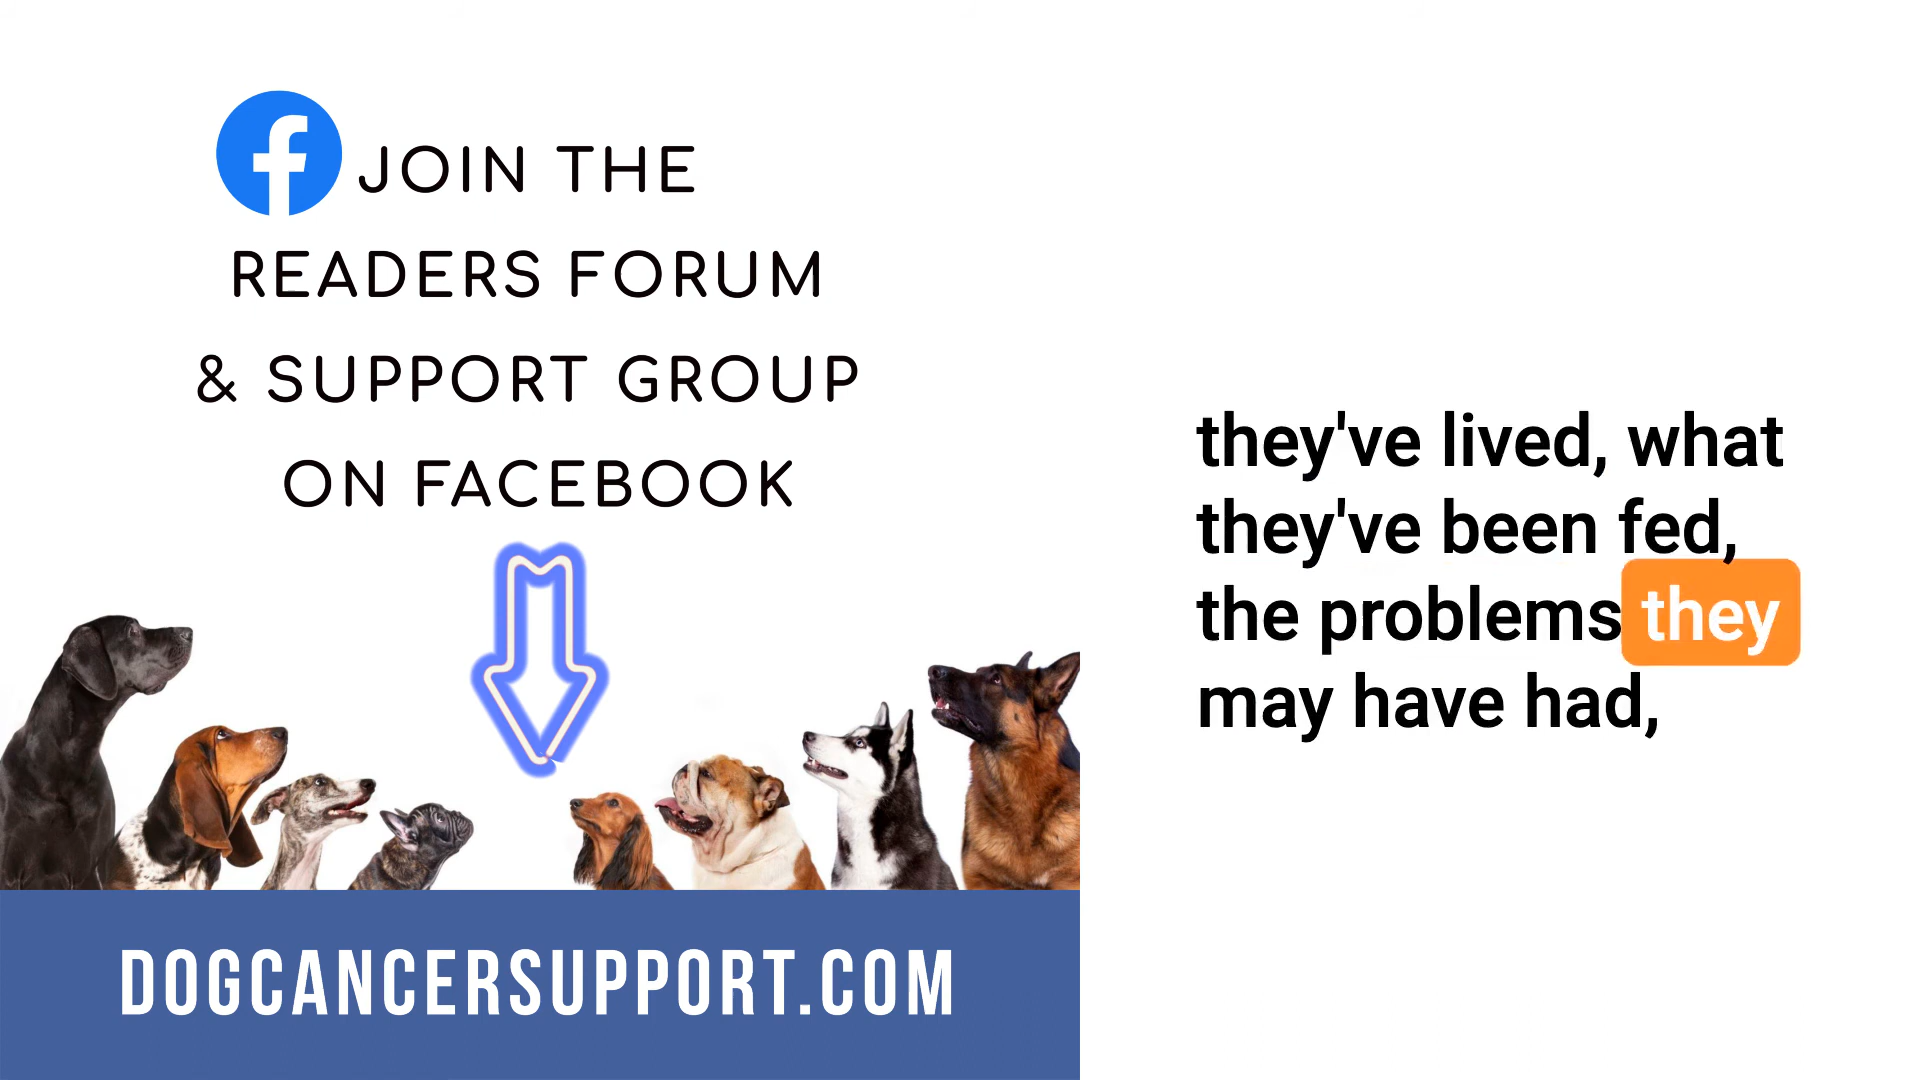 JOIN THE
READERS FORUM
& SUPPORT GROUP
ON FACEBOOK
DOGCANCERSUPPORT.COM
they've lived, what
they've been fed,
the problems they
may have had,